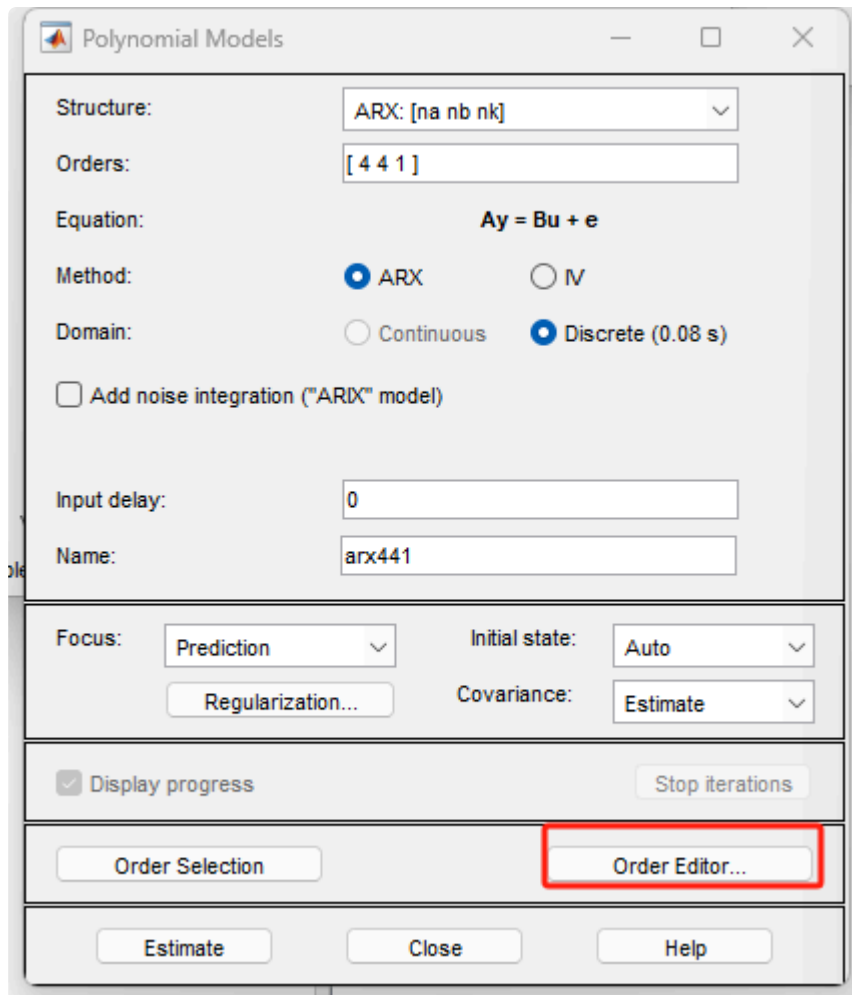 Polynomial Models
Structure: ARX: [na nb nk]
Orders: [ 4 4 1 ]
Equation: Ay = Bu + e
Method: ARX IV
Domain: Continuous Discrete (0.08 s)
Add noise integration ("ARIX" model)
Input delay: 0
Name: arx441
Focus: Prediction Initial state: Auto
Regularization... Covariance: Estimate
Display progress Stop iterations
Order Selection Order Editor...
Estimate Close Help